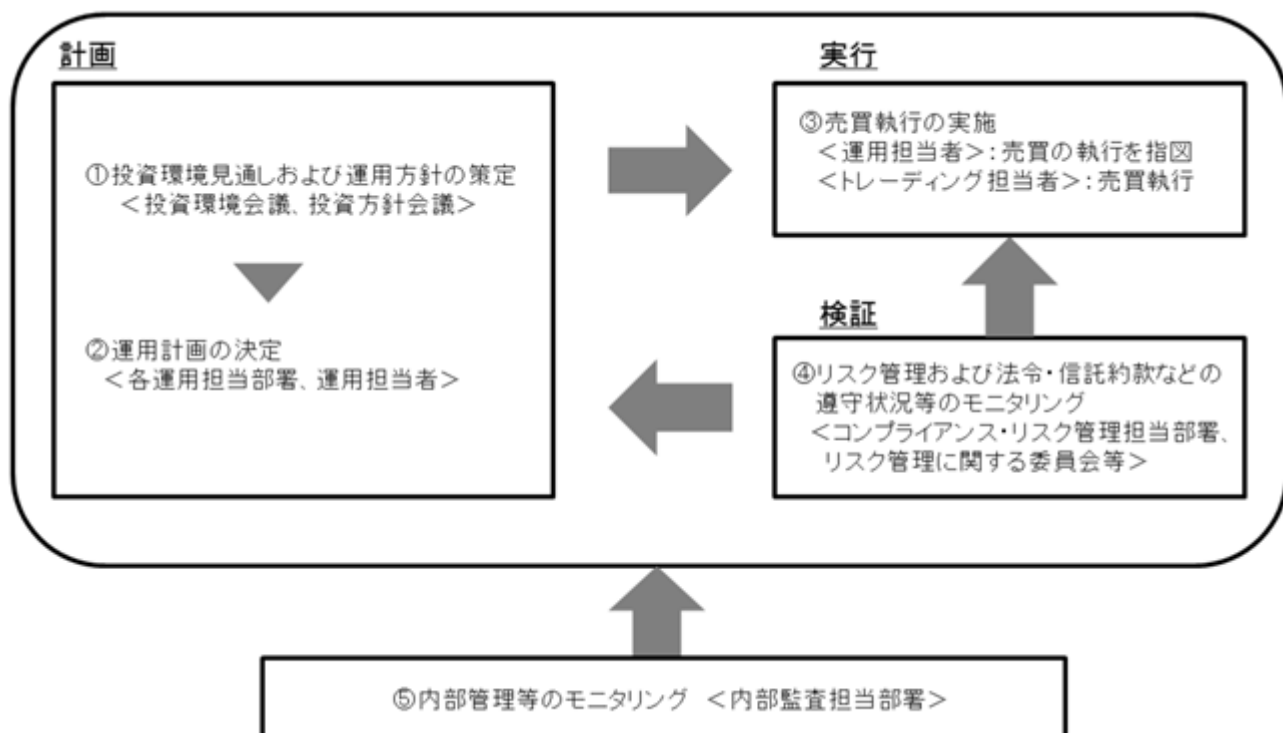 計画
①投資環境見通しおよび運用方針の策定
＜投資環境会議、投資方針会議＞
②運用計画の決定
＜各運用担当部署、運用担当者＞
実行
③売買執行の実施
＜運用担当者＞：売買の執行を指図
＜トレーディング担当者＞：売買執行
検証
④リスク管理および法令・信託約款などの
遵守状況等のモニタリング
＜コンプライアンス・リスク管理担当部署、
リスク管理に関する委員会等＞
⑤内部管理等のモニタリング ＜内部監査担当部署＞